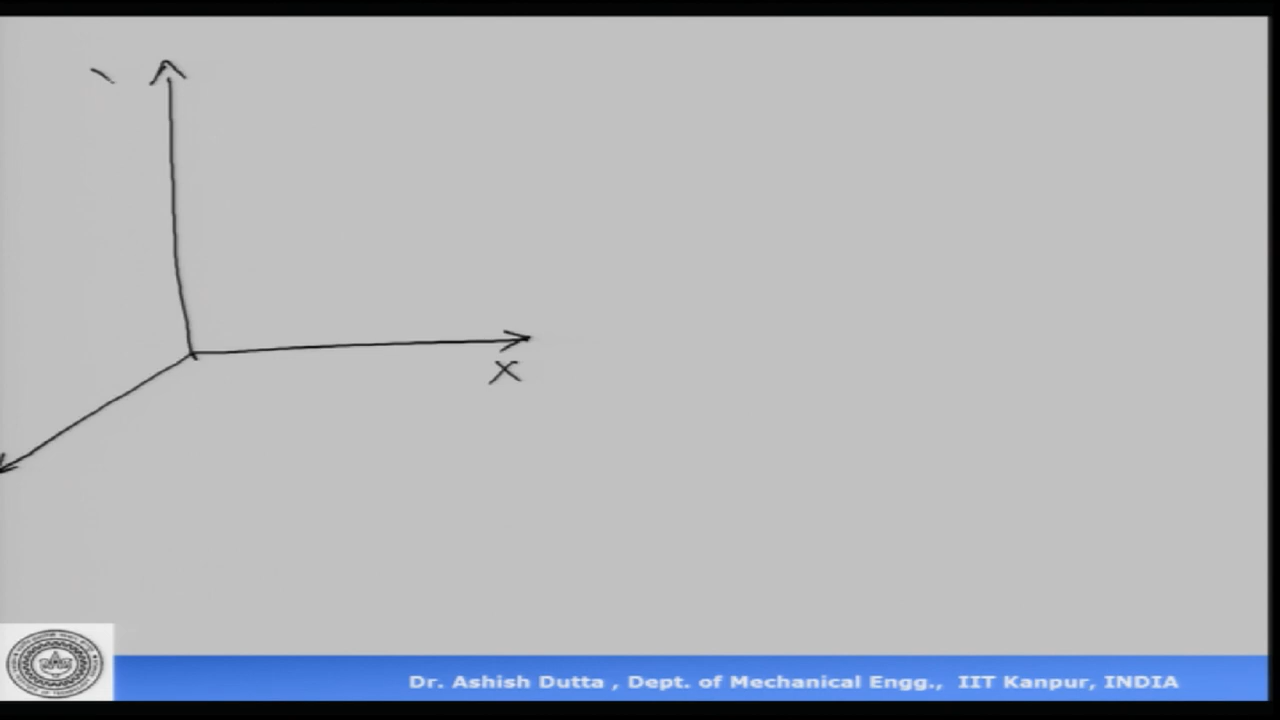 X
Dr. Ashish Dutta , Dept. of Mechanical Engg., IIT Kanpur, INDIA